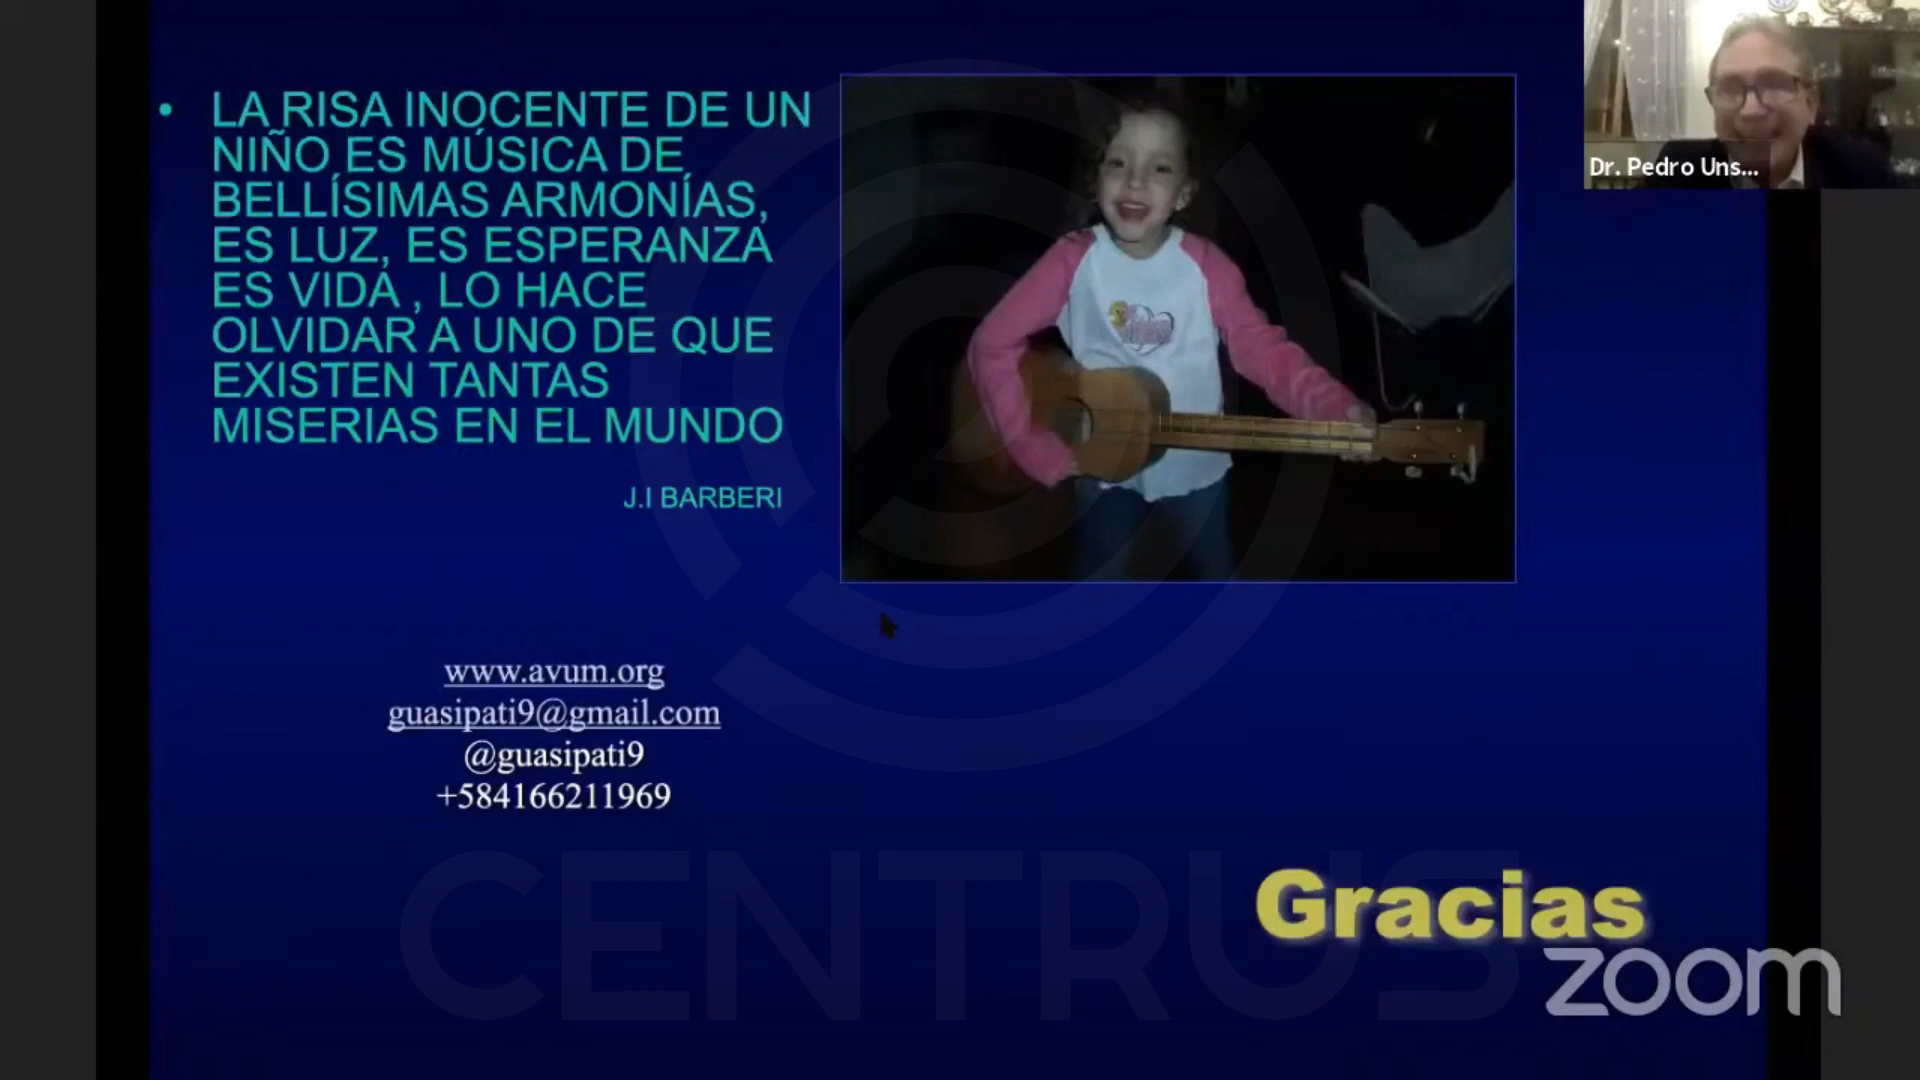 • LA RISA INOCENTE DE UN
NIÑO ES MÚSICA DE
BELLÍSIMAS ARMONÍAS,
ES LUZ, ES ESPERANZA
ES VIDA , LO HACE
OLVIDAR A UNO DE QUE
EXISTEN TANTAS
MISERIAS EN EL MUNDO
J.I BARBERI
Dr. Pedro Uns...
www.avum.org
guasipati9@gmail.com
@guasipati9
+584166211969
CENTRUS
Gracias
zoom